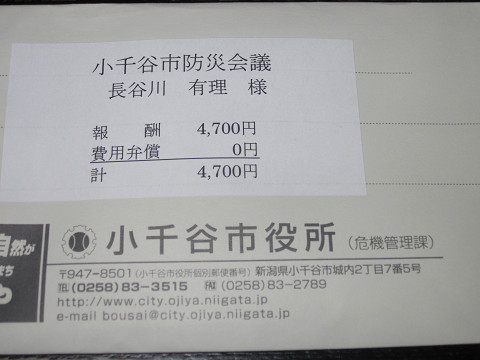 小千谷市防災会議
長谷川 有理 様
報酬 4,700円
費用弁償 0円
計 4,700円
自然が
まち
小千谷市役所 (危機管理課)
〒947-8501 (小千谷市役所個別郵便番号) 新潟県小千谷市城内2丁目7番5号
TEL (0258) 83-3515 FAX (0258) 83-2789
http://www.city.ojiya.niigata.jp
e-mail bousai@city.ojiya.niigata.jp